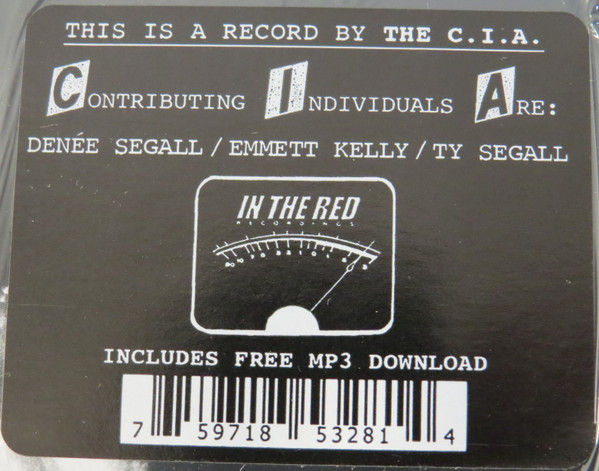 THIS IS A RECORD BY THE C.I.A.
CONTRIBUTING INDIVIDUALS ARE:
DENÉE SEGALL / EMMETT KELLY / TY SEGALL
IN THE RED
RECORDINGS
INCLUDES FREE MP3 DOWNLOAD
7 59718 53281 4